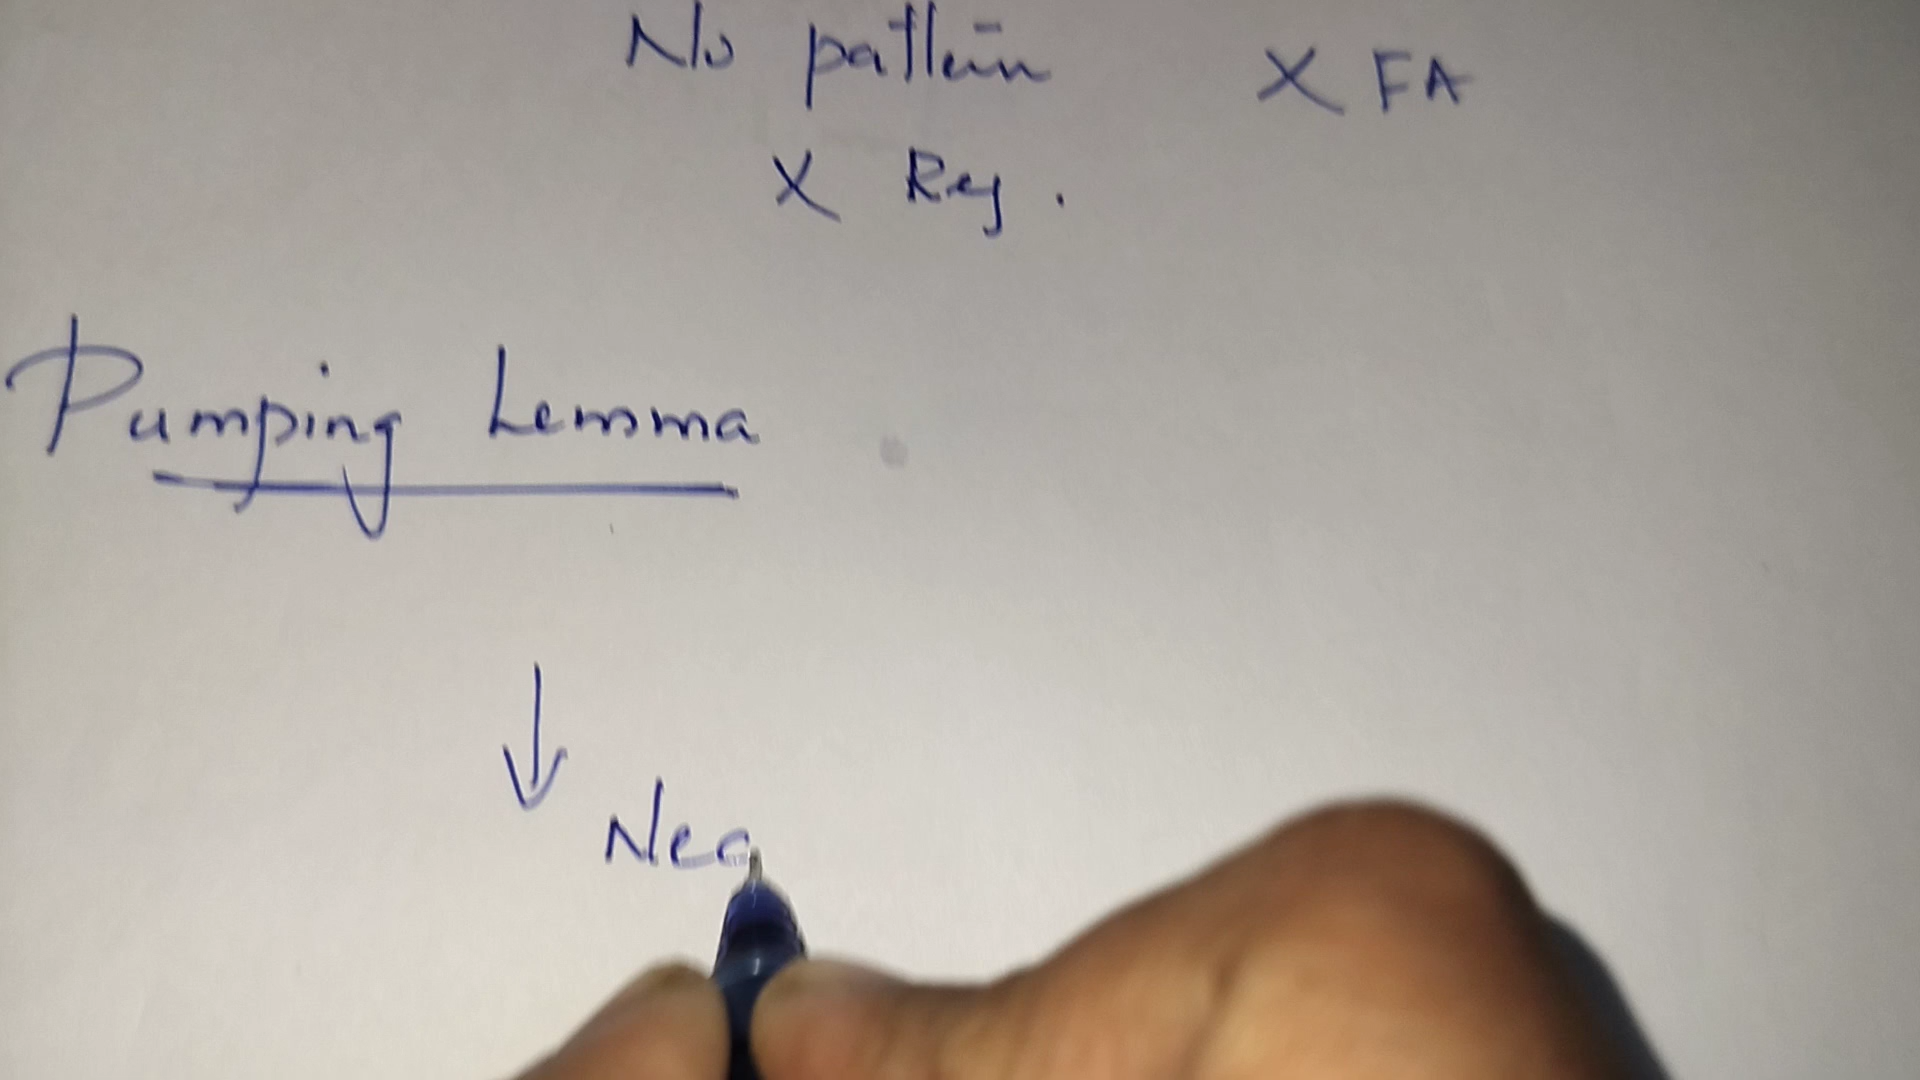 No pattern X FA
X Reg.
Pumping Lemma
Neg